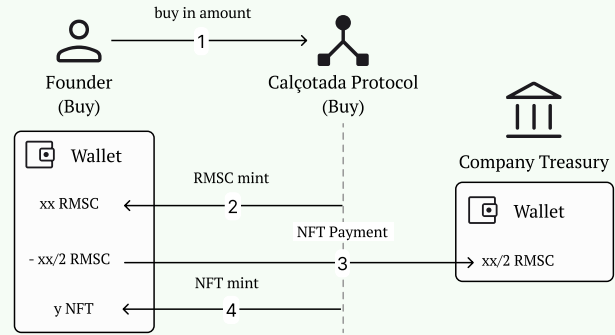 buy in amount
1
Founder
(Buy)
Calçotada Protocol
(Buy)
Company Treasury
Wallet
RMSC mint
xx RMSC
2
Wallet
NFT Payment
- xx/2 RMSC
3
xx/2 RMSC
NFT mint
y NFT
4